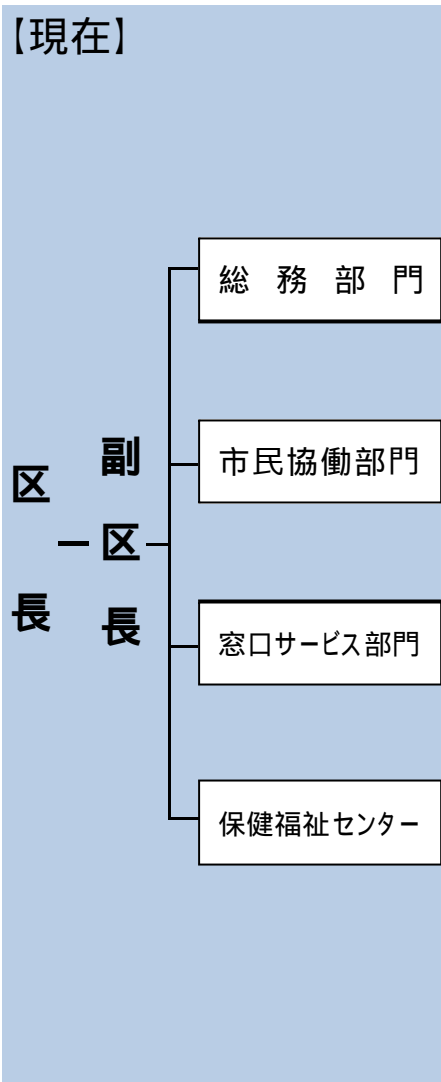 【現在】
区長
副区長
総務部門
市民協働部門
窓口サービス部門
保健福祉センター